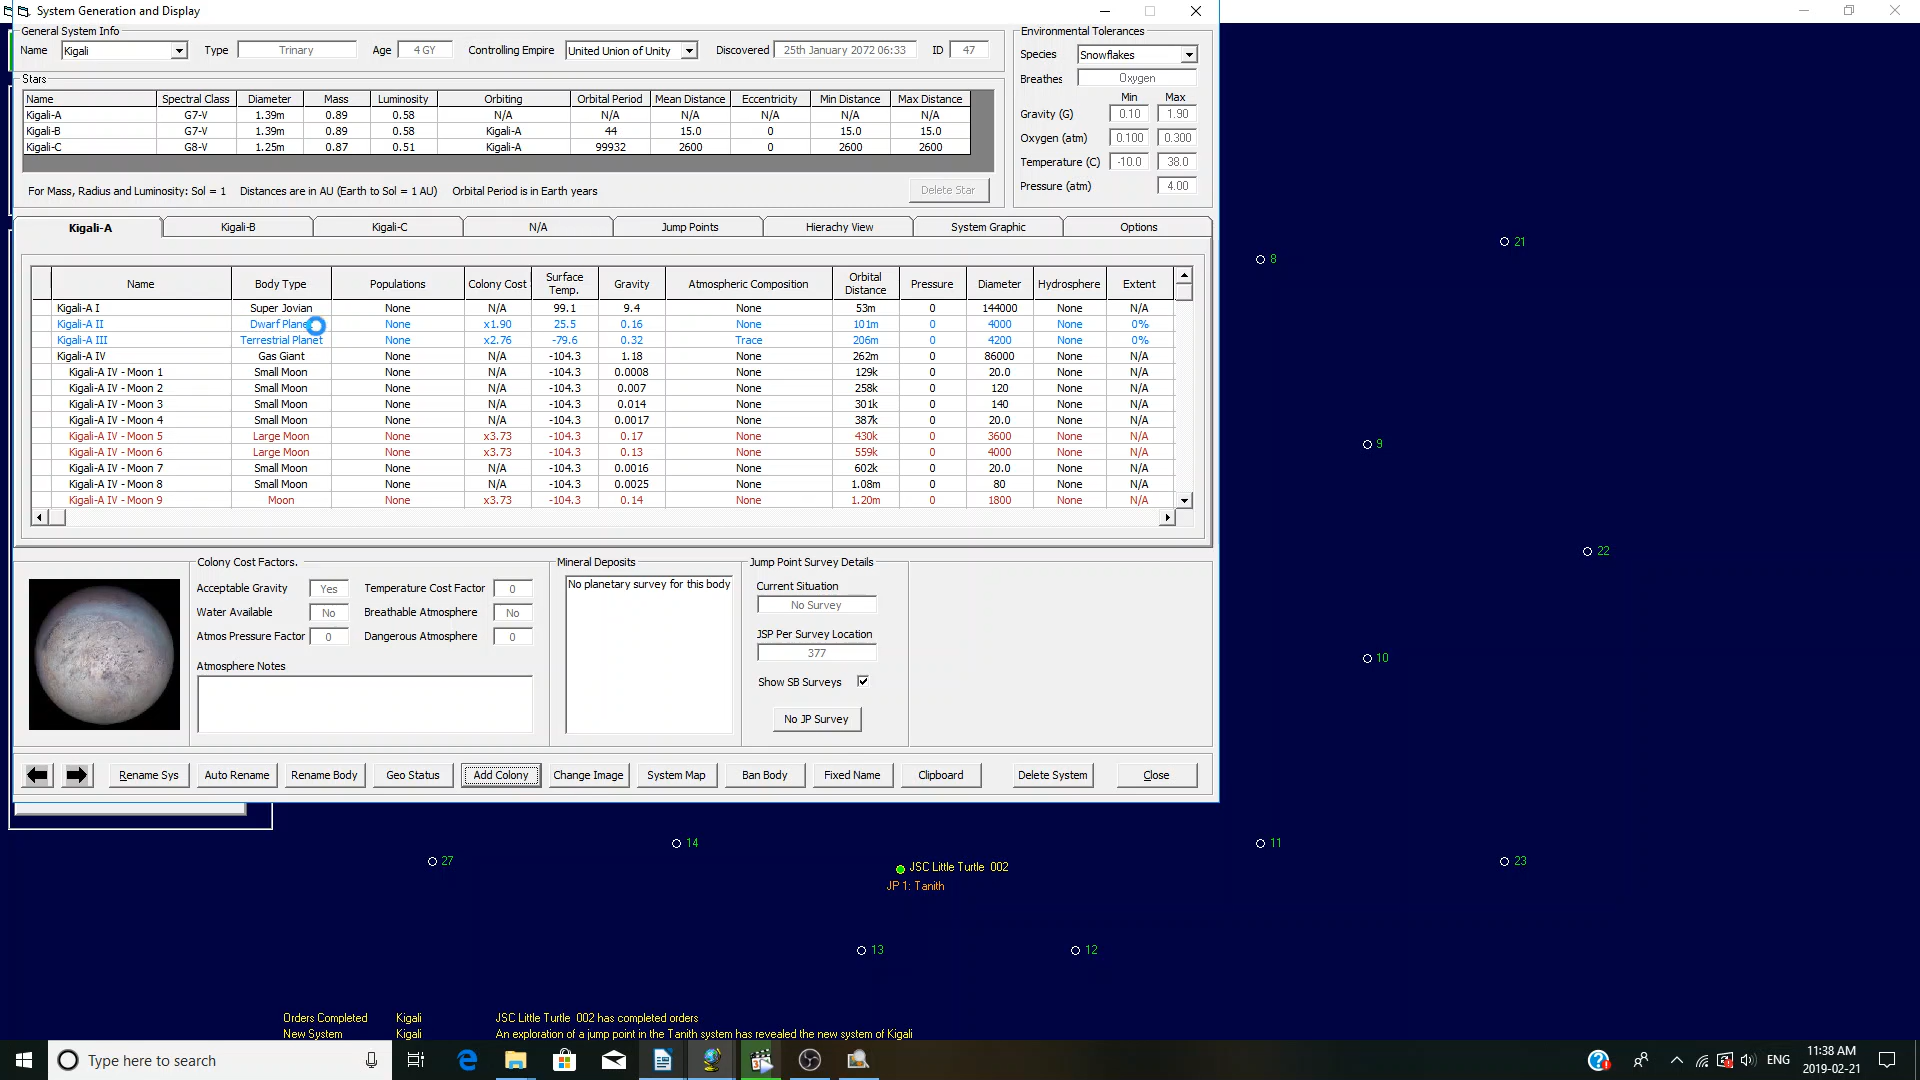 System Generation and Display
General System Info
Name Kigali Type Trinary Age 4 GY Controlling Empire United Union of Unity Discovered 25th January 2072 06:33 ID 47
Stars
Name Spectral Class Diameter Mass Luminosity Orbiting Orbital Period Mean Distance Eccentricity Min Distance Max Distance
Kigali-A G7-V 1.39m 0.89 0.58 N/A N/A N/A N/A N/A N/A
Kigali-B G7-V 1.39m 0.89 0.58 Kigali-A 44 15.0 0 15.0 15.0
Kigali-C G8-V 1.25m 0.87 0.51 Kigali-A 99932 2600 0 2600 2600
For Mass, Radius and Luminosity: Sol = 1 Distances are in AU (Earth to Sol = 1 AU) Orbital Period is in Earth years Delete Star
Environmental Tolerances
Species Snowflakes
Breathes Oxygen
Min Max
Gravity (G) 0.10 1.90
Oxygen (atm) 0.100 0.300
Temperature (C) -10.0 38.0
Pressure (atm) 4.00
Kigali-A Kigali-B Kigali-C N/A Jump Points Hierachy View System Graphic Options
Name Body Type Populations Colony Cost Surface Temp. Gravity Atmospheric Composition Orbital Distance Pressure Diameter Hydrosphere Extent
Kigali-A I Super Jovian None N/A 99.1 9.4 None 53m 0 144000 None N/A
Kigali-A II Dwarf Plane None x1.90 25.5 0.16 None 101m 0 4000 None 0%
Kigali-A III Terrestrial Planet None x2.76 -79.6 0.32 Trace 206m 0 4200 None 0%
Kigali-A IV Gas Giant None N/A -104.3 1.18 None 262m 0 86000 None N/A
Kigali-A IV - Moon 1 Small Moon None N/A -104.3 0.0008 None 129k 0 20.0 None N/A
Kigali-A IV - Moon 2 Small Moon None N/A -104.3 0.007 None 258k 0 120 None N/A
Kigali-A IV - Moon 3 Small Moon None N/A -104.3 0.014 None 301k 0 140 None N/A
Kigali-A IV - Moon 4 Small Moon None N/A -104.3 0.0017 None 387k 0 20.0 None N/A
Kigali-A IV - Moon 5 Large Moon None x3.73 -104.3 0.17 None 430k 0 3600 None N/A
Kigali-A IV - Moon 6 Large Moon None x3.73 -104.3 0.13 None 559k 0 4000 None N/A
Kigali-A IV - Moon 7 Small Moon None N/A -104.3 0.0016 None 602k 0 20.0 None N/A
Kigali-A IV - Moon 8 Small Moon None N/A -104.3 0.0025 None 1.08m 0 80 None N/A
Kigali-A IV - Moon 9 Moon None x3.73 -104.3 0.14 None 1.20m 0 1800 None N/A
Colony Cost Factors.
Acceptable Gravity Yes Temperature Cost Factor 0
Water Available No Breathable Atmosphere No
Atmos Pressure Factor 0 Dangerous Atmosphere 0
Atmosphere Notes
Mineral Deposits
No planetary survey for this body
Jump Point Survey Details
Current Situation
No Survey
JSP Per Survey Location
377
Show SB Surveys
No JP Survey
Rename Sys Auto Rename Rename Body Geo Status Add Colony Change Image System Map Ban Body Fixed Name Clipboard Delete System Close
21
8
9
22
10
14
11
27
23
JSC Little Turtle 002
JP 1: Tanith
13
12
Orders Completed Kigali JSC Little Turtle 002 has completed orders
New System Kigali An exploration of a jump point in the Tanith system has revealed the new system of Kigali
Type here to search
ENG
11:38 AM
2019-02-21